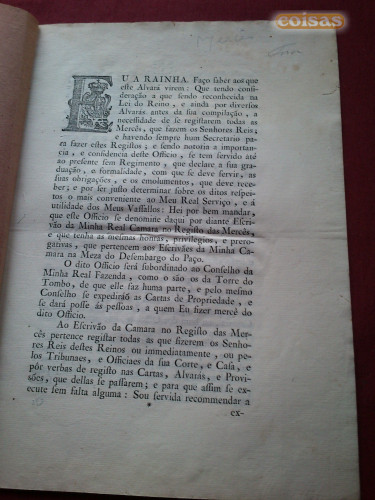 eoisas
EU A RAINHA. Faço saber aos que
este Alvará virem: Que tendo consi-
deração a que sendo reconhecida na
Lei do Reino, e ainda por diversos
Alvarás antes da sua compilação, a
necessidade de se registarem todas as
Mercês, que fazem os Senhores Reis;
e havendo sempre hum Secretario pa-
ra fazer estes Registos; e sendo notoria a importan-
cia, e confidencia deste Officio, se tem servido até
ao presente sem Regimento, que declare a sua gra-
duação, e formalidade, com que se deve servir, as
suas obrigações, e os emolumentos, que deve rece-
ber; e por ser justo determinar sobre os ditos respei-
tos o mais conveniente ao Meu Real Serviço, e á
utilidade dos Meus Vassallos: Hei por bem mandar,
que este Officio se denomine daqui por diante Escri-
vão da Minha Real Camara no Registo das Mercês,
e que tenha as mesmas honras, privilegios, e prero-
gativas, que pertencem aos Escrivães da Minha Ca-
mara na Meza do Desembargo do Paço.
O dito Officio será subordinado ao Conselho da
Minha Real Fazenda, como o são os da Torre do
Tombo, de que elle faz huma parte, e pelo mesmo
Conselho se expedirão as Cartas de Propriedade, e
se dará posse ás pessoas, a quem Eu fazer mercê do
dito Officio.
Ao Escrivão da Camara no Registo das Mer-
cês pertence registar todas as que fizerem os Senho-
res Reis destes Reinos ou immediatamente, ou pe-
los Tribunaes, e Officiaes da sua Corte, e Casa, e
pôr verbas de registo nas Cartas, Alvarás, e Provi-
sões, que dellas se passarem; e para que assim se ex-
ecute sem falta alguma: Sou servida recommendar a
ex-